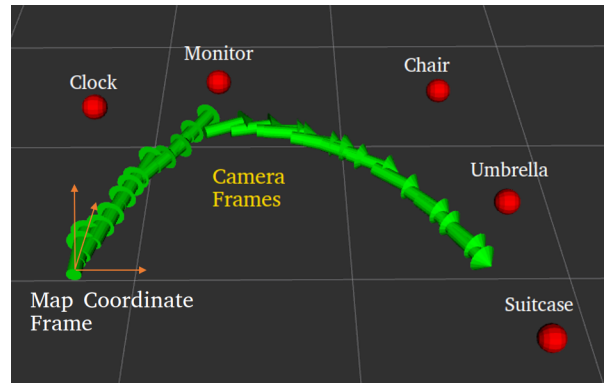 Monitor
Chair
Clock
Umbrella
Camera
Frames
Map Coordinate
Frame
Suitcase